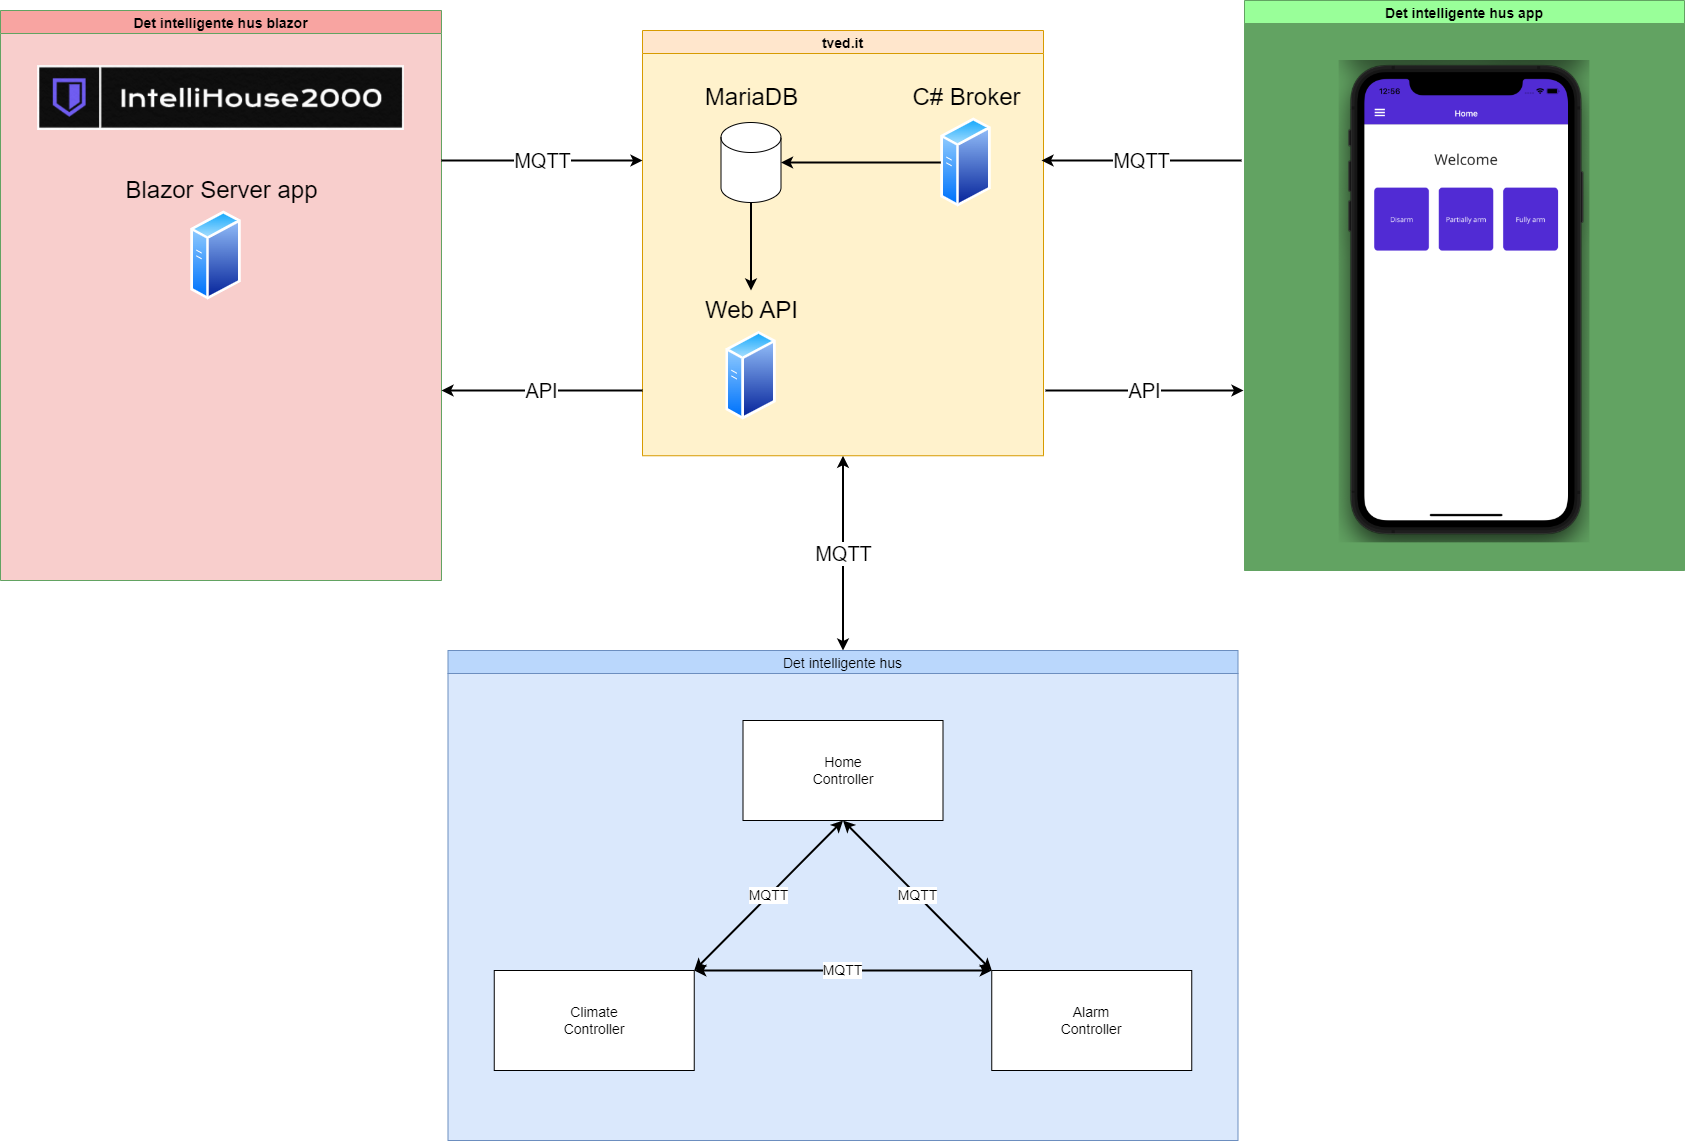 Det intelligente hus blazor
IntelliHouse2000
Blazor Server app
MQTT
API
tved.it
MariaDB
C# Broker
Web API
MQTT
API
Det intelligente hus app
12:56
Home
Welcome
Disarm
Partially arm
Fully arm
MQTT
Det intelligente hus
Home
Controller
MQTT
MQTT
MQTT
Climate
Controller
Alarm
Controller